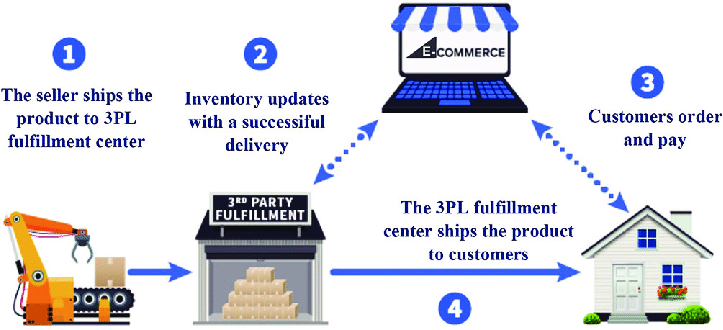 1
The seller ships the
product to 3PL
fulfillment center
2
Inventory updates
with a successful
delivery
E-COMMERCE
3
Customers order
and pay
3RD PARTY
FULFILLMENT
The 3PL fulfillment
center ships the product
to customers
4